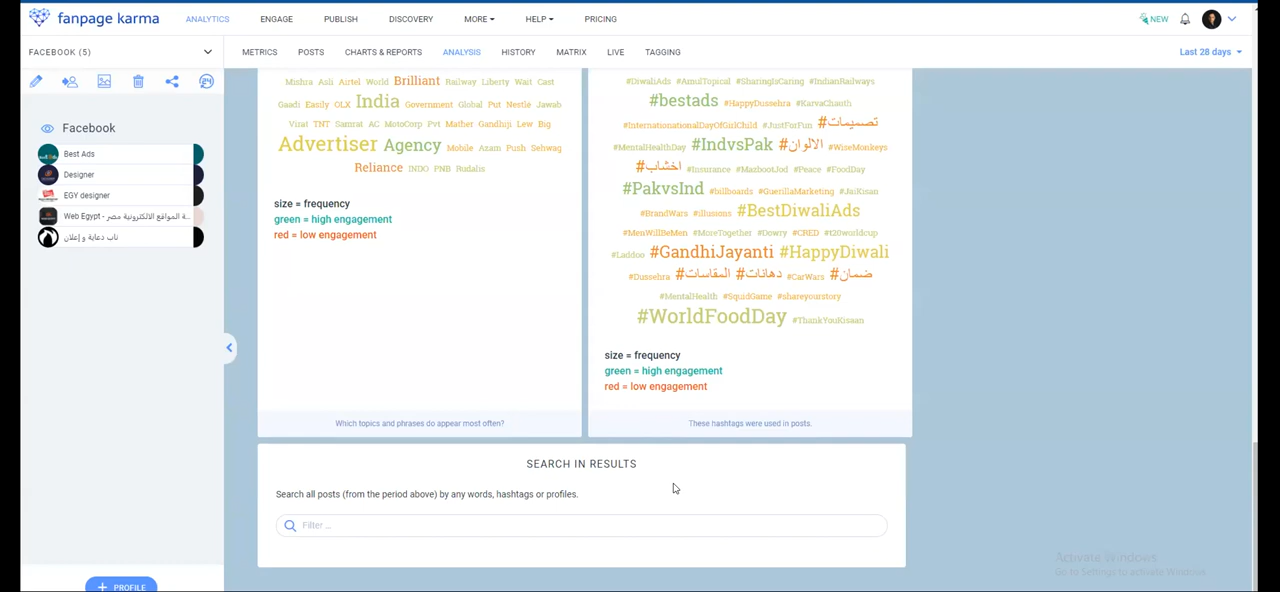 fanpage karma
ANALYTICS ENGAGE PUBLISH DISCOVERY MORE HELP PRICING NEW
FACEBOOK (5)
METRICS POSTS CHARTS & REPORTS ANALYSIS HISTORY MATRIX LIVE TAGGING
Last 28 days
24
Facebook
Best Ads
Designer
EGY designer
Web Egypt - ة المواقع الالكترونية مصر...
ناب دعاية و إعلان
PROFILE
Mishra Asli Airtel World Brilliant Railway Liberty Wait Cast
Gaadi Easily OLX India Government Global Put Nestle Jawab
Virat TNT Samrat AC MotoCorp Pvt Mather Gandhiji Lew Big
Advertiser Agency Mobile Azam Push Sehwag
Reliance INDO PNB Rudalis
size = frequency
green = high engagement
red = low engagement
Which topics and phrases do appear most often?
#DiwaliAds #AmulTopical #SharingIsCaring #IndianRailways
#bestads #HappyDussehra #KarvaChauth
#InternationalDayOfGirlChild #JustForFun #تصميمات
#MentalHealthDay #IndvsPak #الالوان #WiseMonkeys
#اخشاب #Insurance #MazbootJod #Peace #FoodDay
#PakvsInd #billboards #GuerillaMarketing #JaiKisan
#BrandWars #illusions #BestDiwaliAds
#MenWillBeMen #MoreTogether #Dowry #CRED #t20worldcup
#Laddoo #GandhiJayanti #HappyDiwali
#Dussehra #المقاسات #دهانات #CarWars #ضمان
#MentalHealth #SquidGame #shareyourstory
#WorldFoodDay #ThankYouKisaan
size = frequency
green = high engagement
red = low engagement
These hashtags were used in posts.
SEARCH IN RESULTS
Search all posts (from the period above) by any words, hashtags or profiles.
Filter ...
Activate Windows
Go to Settings to activate Windows.